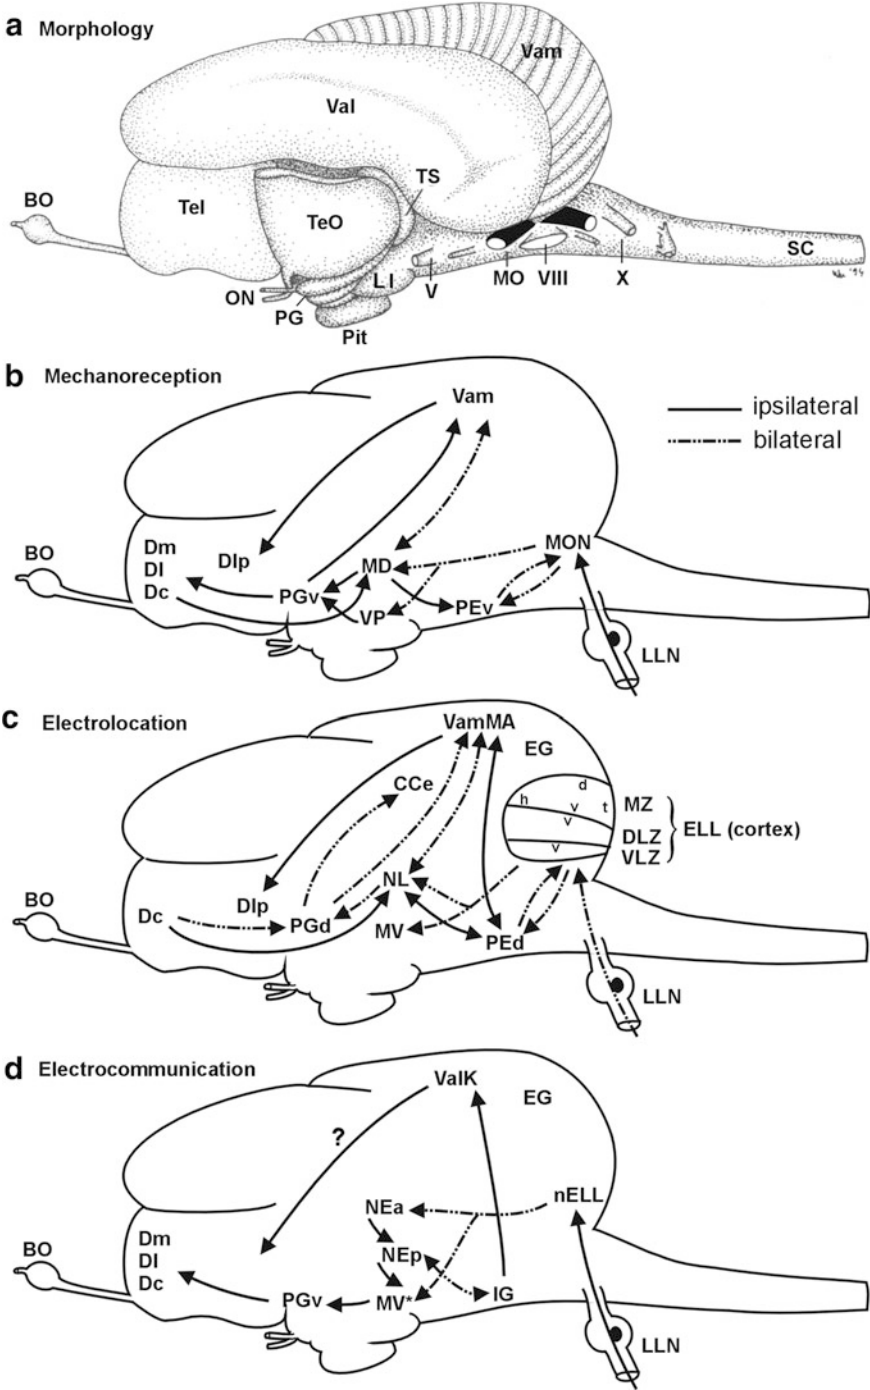 a Morphology
Vam
Val
TS
BO
Tel
TeO
SC
LI
ON
V
MO
VIII
X
PG
Pit
'94
b Mechanoreception
Vam
ipsilateral
bilateral
MON
BO
Dm
Dl
Dlp
MD
Dc
PGv
VP
PEv
LLN
c Electrolocation
VamMA
EG
CCe
d
h
v
t
MZ
v
DLZ
ELL (cortex)
v
VLZ
NL
BO
Dlp
Dc
PGd
MV
PEd
LLN
d Electrocommunication
ValK
EG
?
nELL
NEa
BO
Dm
Dl
NEp
Dc
PGv
MV*
IG
LLN